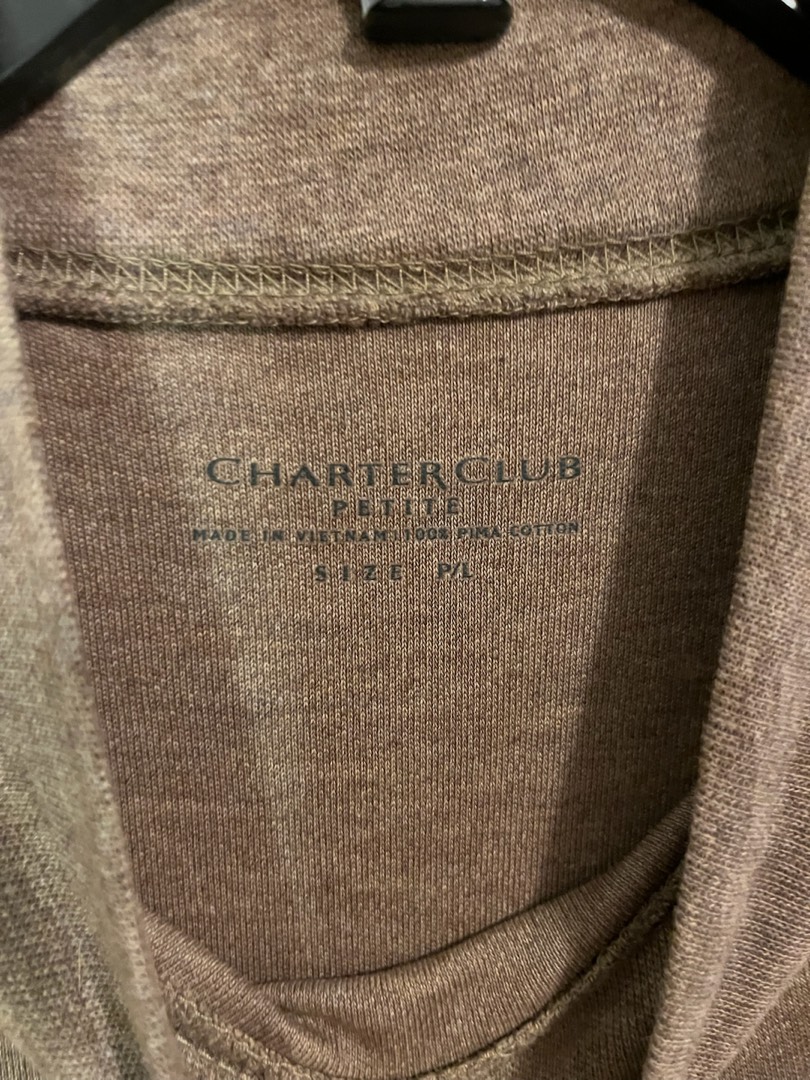 CHARTER CLUB
PETITE
MADE IN VIETNAM 100% PIMA COTTON
SIZE P/L